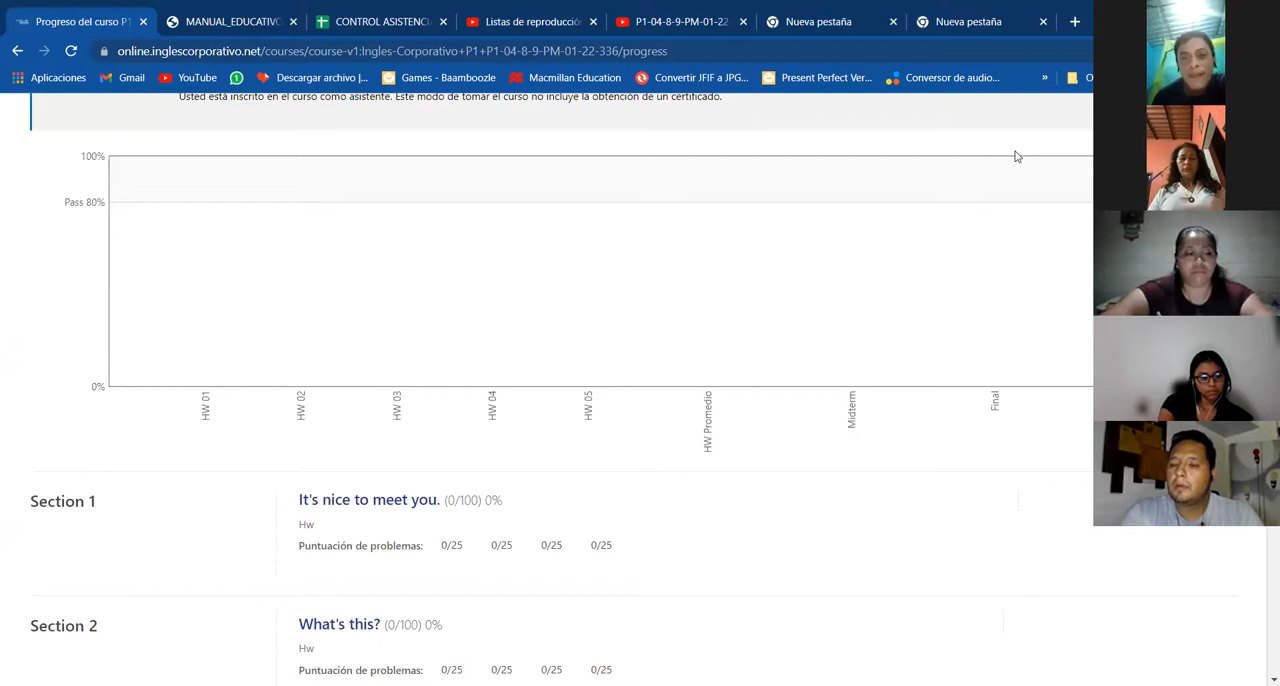 Progreso del curso P1
MANUAL_EDUCATIVO
CONTROL ASISTENCI
Listas de reproducció
P1-04-8-9-PM-01-22
Nueva pestaña
Nueva pestaña
online.inglescorporativo.net/courses/course-v1:Ingles-Corporativo+P1+P1-04-8-9-PM-01-22-336/progress
Aplicaciones
Gmail
YouTube
Descargar archivo |...
Games - Baamboozle
Macmillan Education
Convertir JFIF a JPG...
Present Perfect Ver...
Conversor de audio...
»
O
Usted está inscrito en el curso como asistente. Este modo de tomar el curso no incluye la obtención de un certificado.
100%
Pass 80%
0%
HW 01
HW 02
HW 03
HW 04
HW 05
HW Promedio
Midterm
Final
Section 1
It's nice to meet you. (0/100) 0%
Hw
Puntuación de problemas: 0/25 0/25 0/25 0/25
Section 2
What's this? (0/100) 0%
Hw
Puntuación de problemas: 0/25 0/25 0/25 0/25